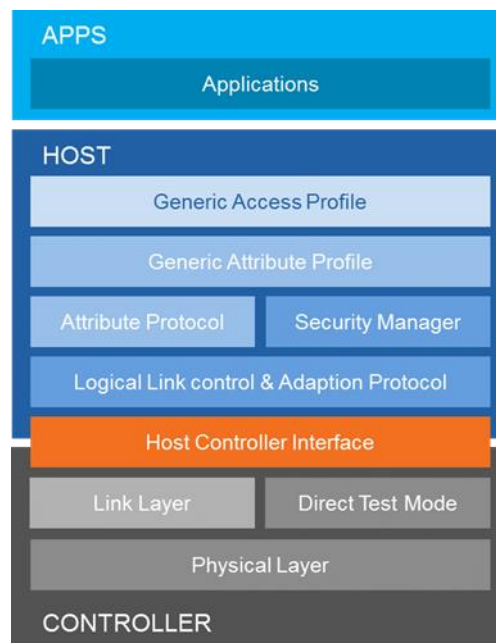 APPS
Applications
HOST
Generic Access Profile
Generic Attribute Profile
Attribute Protocol
Security Manager
Logical Link control & Adaption Protocol
Host Controller Interface
Link Layer
Direct Test Mode
Physical Layer
CONTROLLER